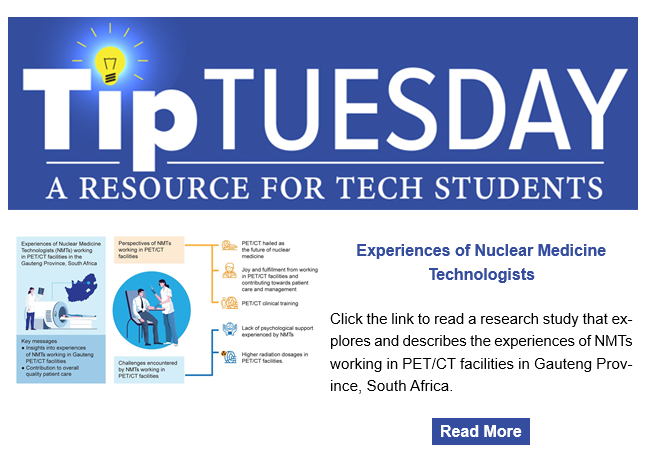 TipTUESDAY
A RESOURCE FOR TECH STUDENTS
Experiences of Nuclear Medicine
Technologists (NMTs) working
in PET/CT facilities in the
Gauteng Province, South Africa
Key messages
● Insights into experiences
of NMTs working in Gauteng
PET/CT facilities
● Contribution to overall
quality patient care
Perspectives of NMTs
working in PET/CT
facilities
Challenges encountered
by NMTs working in
PET/CT facilities
PET/CT hailed as
the future of nuclear
medicine
Joy and fulfillment from working
in PET/CT facilities and
contributing towards patient
care and management
PET/CT clinical training
Lack of psychological support
experienced by NMTs
Higher radiation dosages in
PET/CT facilities.
Experiences of Nuclear Medicine
Technologists
Click the link to read a research study that ex-
plores and describes the experiences of NMTs
working in PET/CT facilities in Gauteng Prov-
ince, South Africa.
Read More